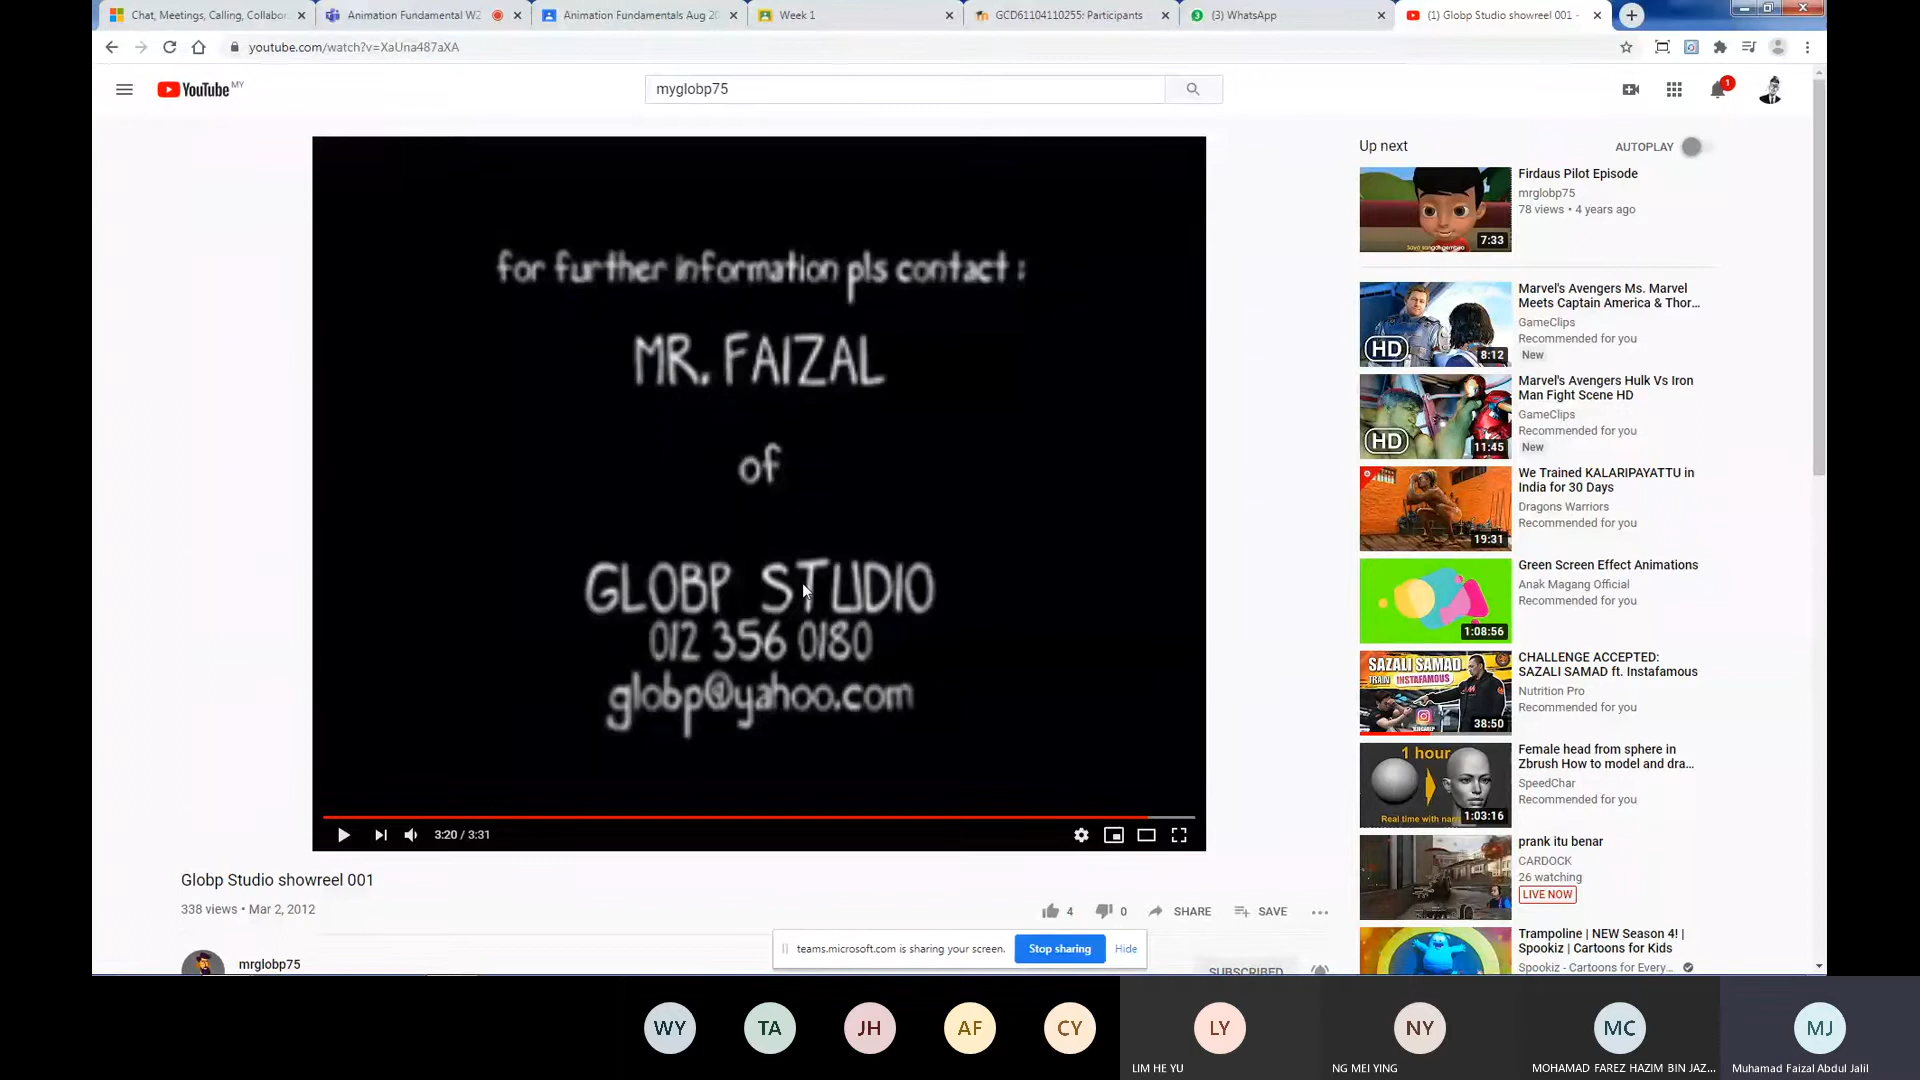 Chat, Meetings, Calling, Collabor
Animation Fundamental W2
Animation Fundamentals Aug 20
Week 1
GCD61104110255: Participants
(3) WhatsApp
(1) Globp Studio showreel 001 -
youtube.com/watch?v=XaUna487aXA
YouTube MY
myglobp75
1
for further information pls contact :
MR. FAIZAL
of
GLOBP STUDIO
012 356 0180
globp@yahoo.com
3:20 / 3:31
Globp Studio showreel 001
338 views • Mar 2, 2012
4
0
SHARE
SAVE
mrglobp75
SUBSCRIBED
teams.microsoft.com is sharing your screen.
Stop sharing
Hide
Up next
AUTOPLAY
7:33
Firdaus Pilot Episode
mrglobp75
78 views • 4 years ago
HD
8:12
Marvel's Avengers Ms. Marvel
Meets Captain America & Thor...
GameClips
Recommended for you
New
HD
11:45
Marvel's Avengers Hulk Vs Iron
Man Fight Scene HD
GameClips
Recommended for you
New
19:31
We Trained KALARIPAYATTU in
India for 30 Days
Dragons Warriors
Recommended for you
1:08:56
Green Screen Effect Animations
Anak Magang Official
Recommended for you
SAZALI SAMAD
TRAIN INSTAFAMOUS
38:50
CHALLENGE ACCEPTED:
SAZALI SAMAD ft. Instafamous
Nutrition Pro
Recommended for you
1 hour
Real time with narr
1:03:16
Female head from sphere in
Zbrush How to model and dra...
SpeedChar
Recommended for you
prank itu benar
CARDOCK
26 watching
LIVE NOW
Trampoline | NEW Season 4! |
Spookiz | Cartoons for Kids
Spookiz - Cartoons for Every...
WY
TA
JH
AF
CY
LY
LIM HE YU
NY
NG MEI YING
MC
MOHAMAD FAREZ HAZIM BIN JAZ...
MJ
Muhamad Faizal Abdul Jalil